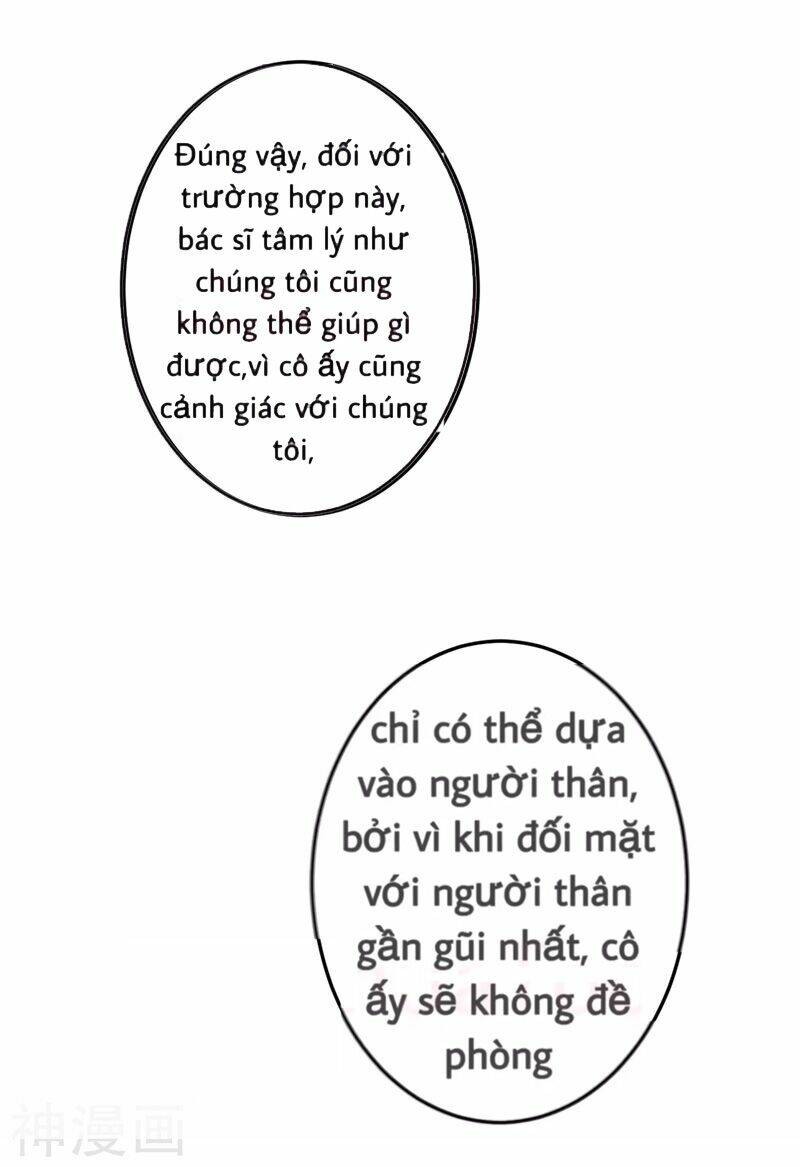 Đúng vậy, đối với
trường hợp này,
bác sĩ tâm lý như
chúng tôi cũng
không thể giúp gì
được,vì cô ấy cũng
cảnh giác với chúng
tôi,
chỉ có thể dựa
vào người thân,
bởi vì khi đối mặt
với người thân
gần gũi nhất, cô
ấy sẽ không đề
phòng
神漫画